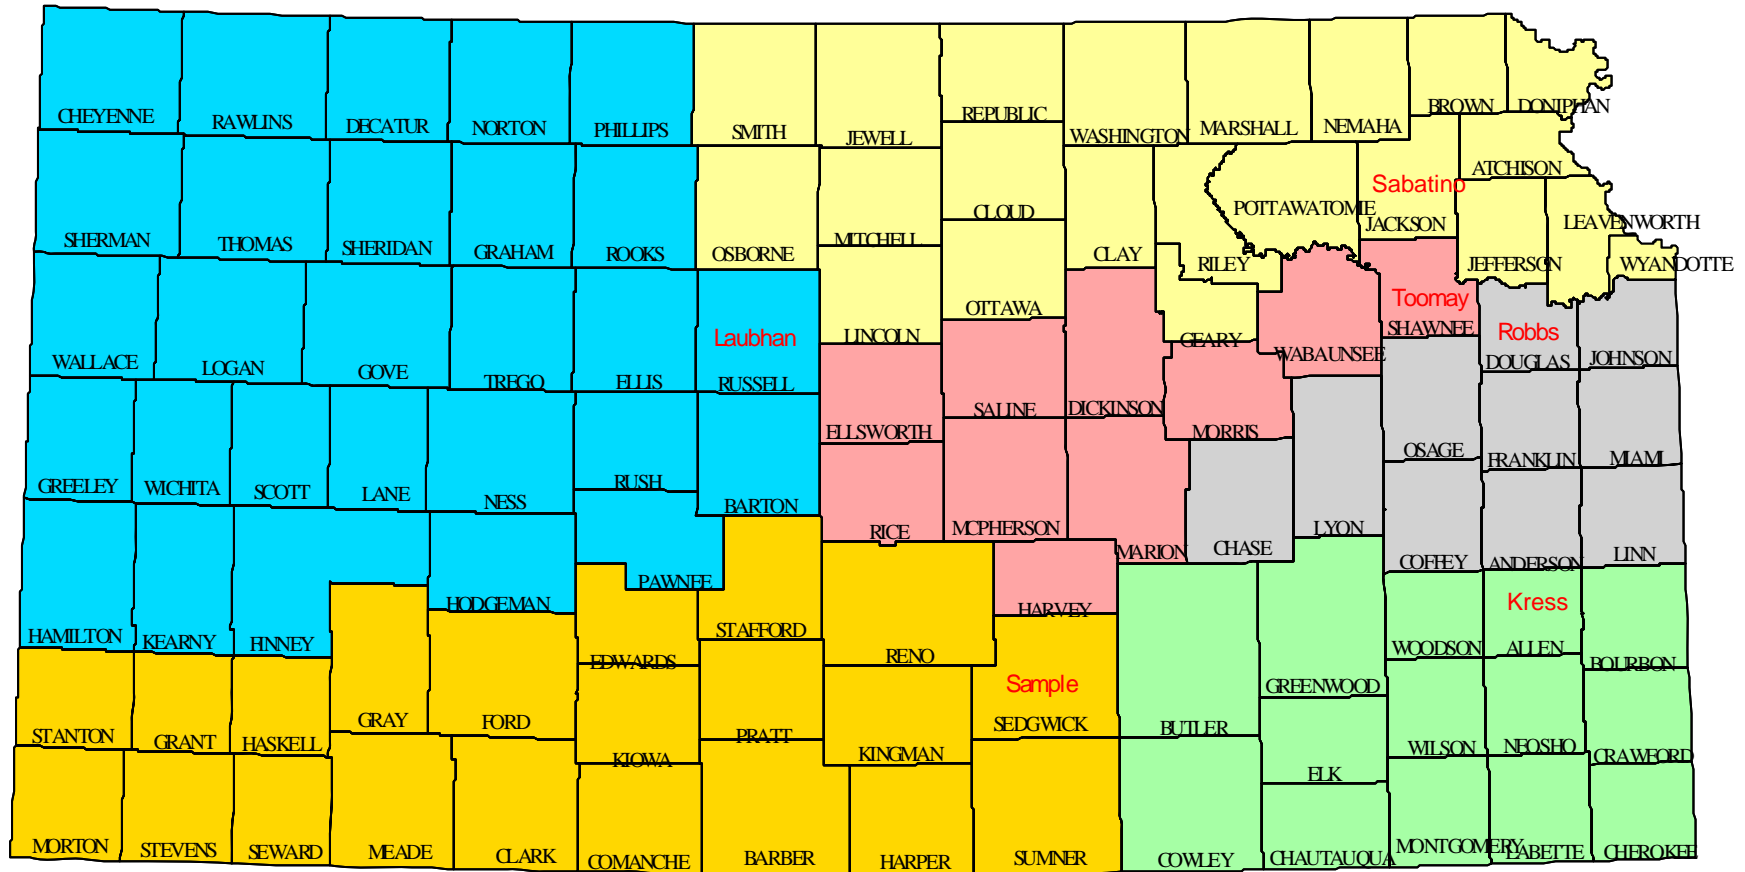 CHEYENNE
RAWLINS
DECATUR
NORTON
PHILLIPS
SMITH
JEWELL
REPUBLIC
WASHINGTON
MARSHALL
NEMAHA
BROWN
DONIPHAN
SHERMAN
THOMAS
SHERIDAN
GRAHAM
ROOKS
OSBORNE
MITCHELL
CLOUD
CLAY
RILEY
POTTAWATOMIE
Sabatino
JACKSON
ATCHISON
JEFFERSON
LEAVENWORTH
WYANDOTTE
WALLACE
LOGAN
GOVE
TREGO
ELLIS
Laubhan
RUSSELL
LINCOLN
OTTAWA
GEARY
WABAUNSEE
Toomay
SHAWNEE
Robbs
DOUGLAS
JOHNSON
GREELEY
WICHITA
SCOTT
LANE
NESS
RUSH
BARTON
ELLSWORTH
SALINE
DICKINSON
MORRIS
OSAGE
FRANKLIN
MIAMI
RICE
MCPHERSON
MARION
CHASE
LYON
COFFEY
ANDERSON
LINN
HAMILTON
KEARNY
FINNEY
HODGEMAN
PAWNEE
STAFFORD
EDWARDS
RENO
HARVEY
Kress
WOODSON
ALLEN
BOURBON
STANTON
GRANT
HASKELL
GRAY
FORD
KIOWA
PRATT
KINGMAN
Sample
SEDGWICK
BUTLER
GREENWOOD
ELK
WILSON
NEOSHO
CRAWFORD
MORTON
STEVENS
SEWARD
MEADE
CLARK
COMANCHE
BARBER
HARPER
SUMNER
COWLEY
CHAUTAUQUA
MONTGOMERY
LABETTE
CHEROKEE